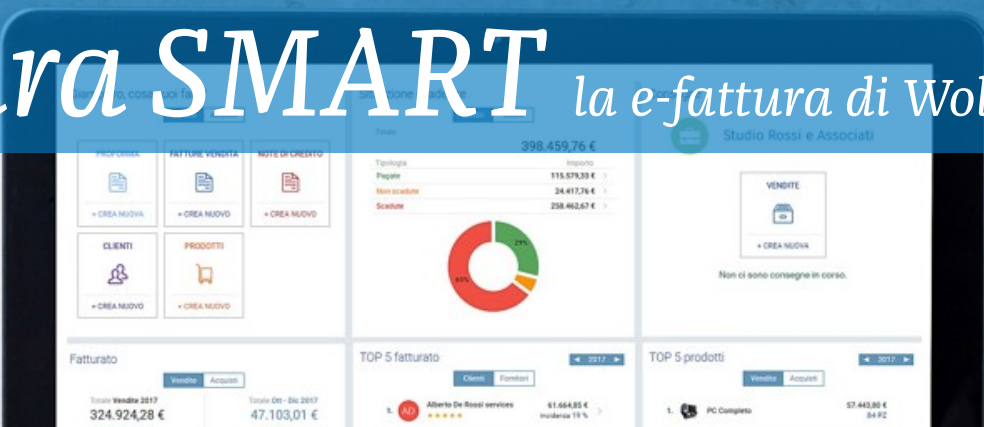 ra SMART la e-fattura di Wol
398.459,76 €
Studio Rossi e Associati
PROFORMA
FATTURE VENDITA
NOTE DI CREDITO
+ CREA NUOVA
+ CREA NUOVO
+ CREA NUOVO
CLIENTI
PRODOTTI
+ CREA NUOVO
+ CREA NUOVO
Totale
Tipologia Importo
Pagate 115.579,33 €
Non scadute 24.417,76 €
Scadute 258.462,67 €
29%
65%
VENDITE
+ CREA NUOVA
Non ci sono consegne in corso.
Fatturato
Vendite Acquisti
Totale Vendite 2017
324.924,28 €
Totale Ott - Dic 2017
47.103,01 €
TOP 5 fatturato
2017
Clienti Fornitori
1. AD Alberto De Rossi services 61.664,85 €
Incidenza 19 %
TOP 5 prodotti
2017
Vendite Acquisti
1. PC Completo 57.443,80 €
84 PZ